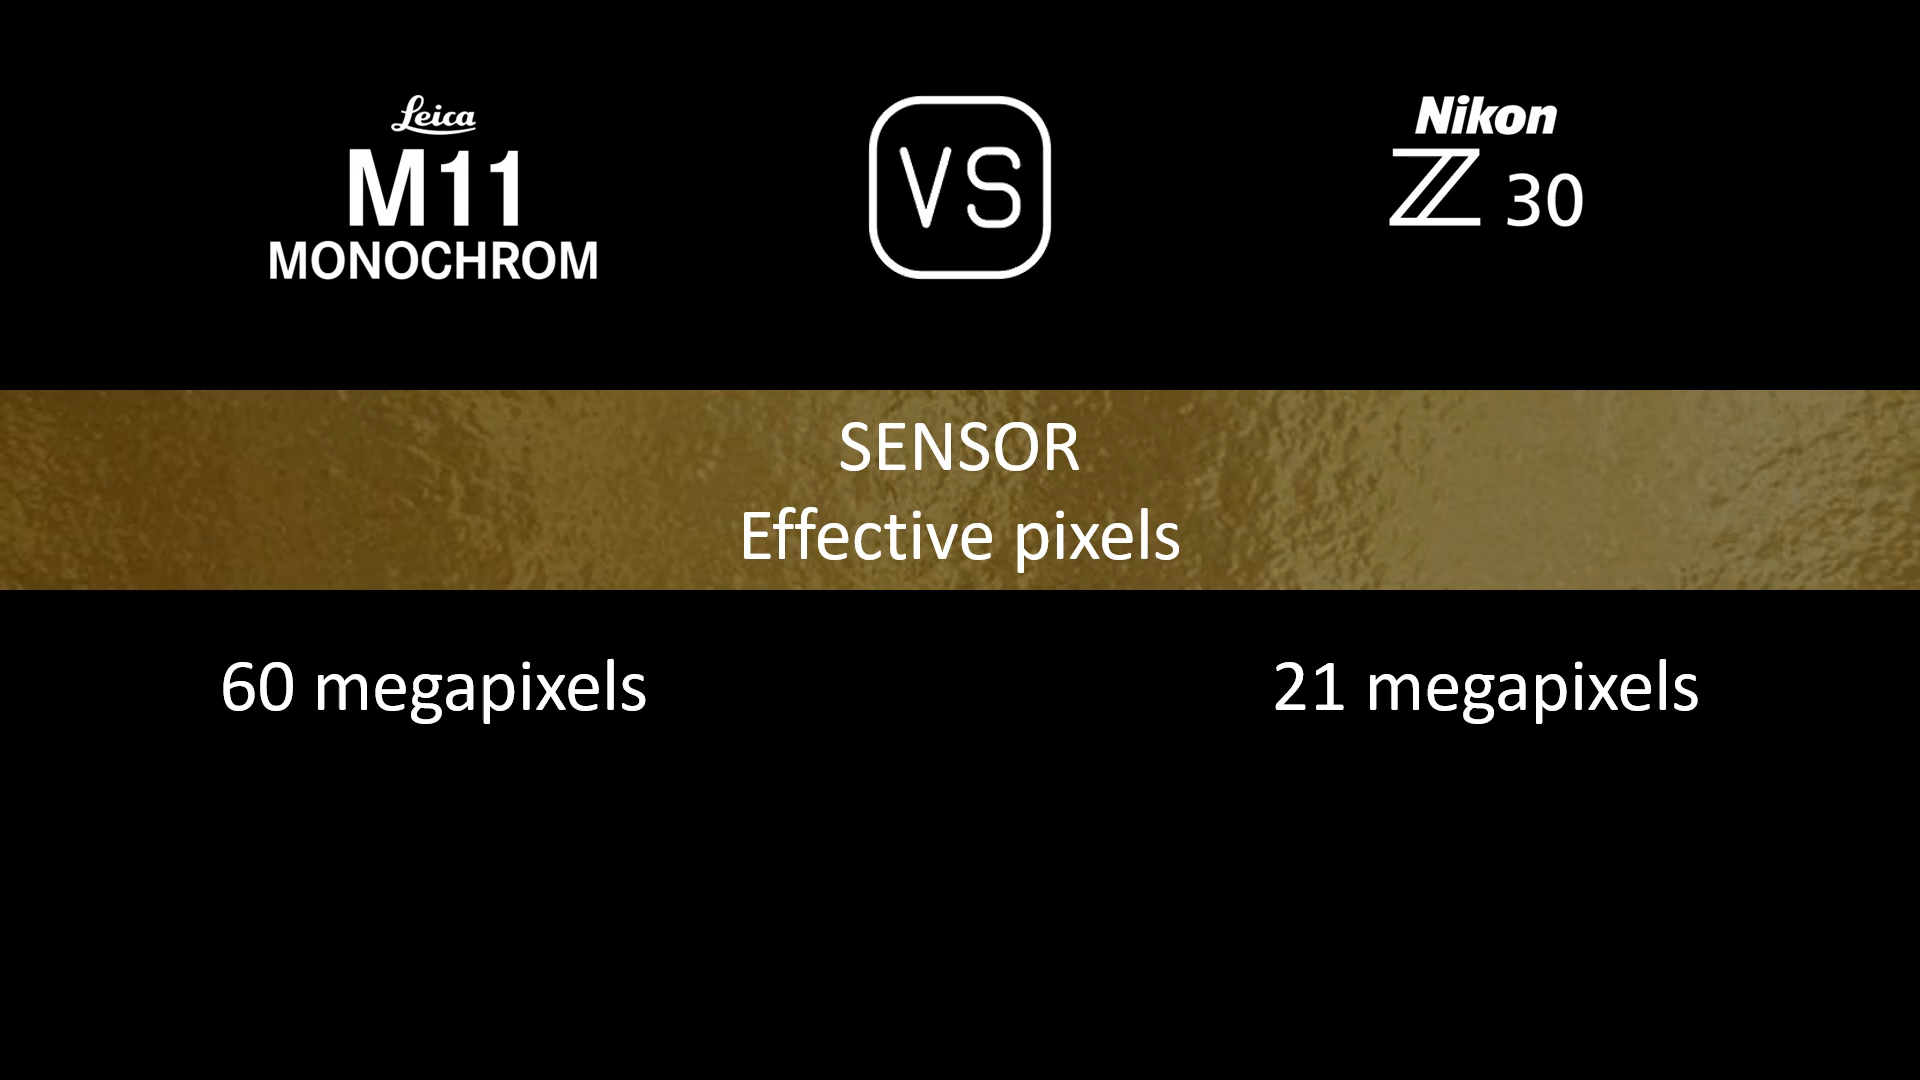 Leica
M11
MONOCHROM
VS
Nikon
Z 30
SENSOR
Effective pixels
60 megapixels
21 megapixels